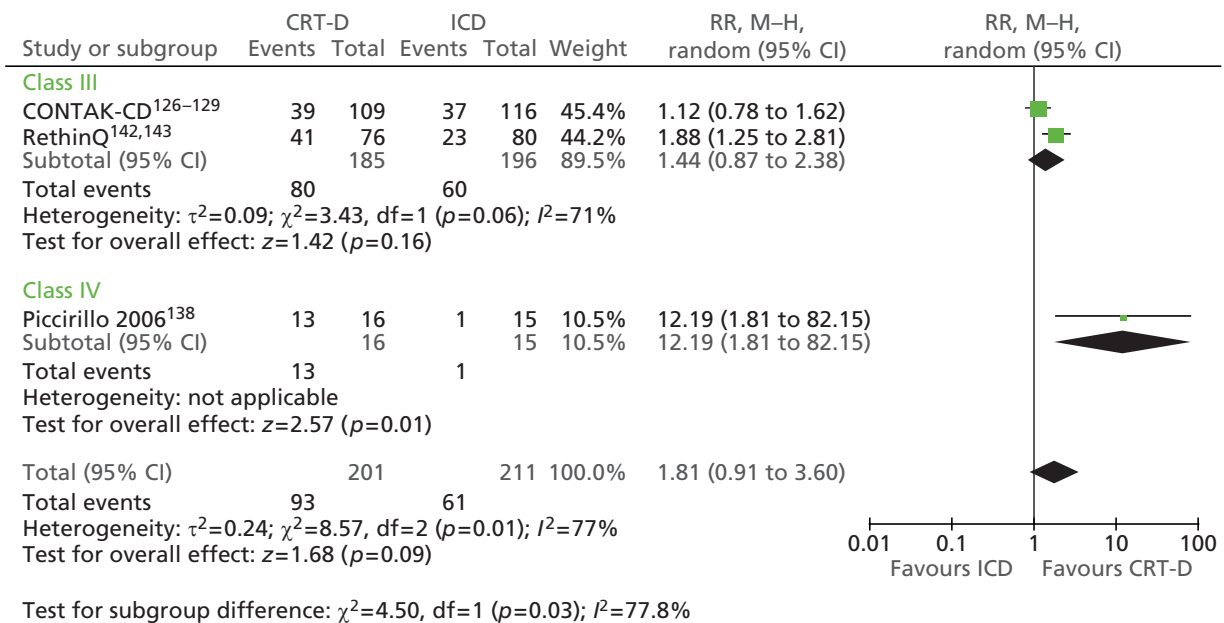 CRT-D ICD RR, M–H, RR, M–H,
Study or subgroup Events Total Events Total Weight random (95% CI) random (95% CI)
Class III
CONTAK-CD126–129 39 109 37 116 45.4% 1.12 (0.78 to 1.62)
RethinQ142,143 41 76 23 80 44.2% 1.88 (1.25 to 2.81)
Subtotal (95% CI) 185 196 89.5% 1.44 (0.87 to 2.38)
Total events 80 60
Heterogeneity: τ2=0.09; χ2=3.43, df=1 (p=0.06); I2=71%
Test for overall effect: z=1.42 (p=0.16)
Class IV
Piccirillo 2006138 13 16 1 15 10.5% 12.19 (1.81 to 82.15)
Subtotal (95% CI) 16 15 10.5% 12.19 (1.81 to 82.15)
Total events 13 1
Heterogeneity: not applicable
Test for overall effect: z=2.57 (p=0.01)
Total (95% CI) 201 211 100.0% 1.81 (0.91 to 3.60)
Total events 93 61
Heterogeneity: τ2=0.24; χ2=8.57, df=2 (p=0.01); I2=77%
Test for overall effect: z=1.68 (p=0.09)
0.01 0.1 1 10 100
Favours ICD Favours CRT-D
Test for subgroup difference: χ2=4.50, df=1 (p=0.03); I2=77.8%